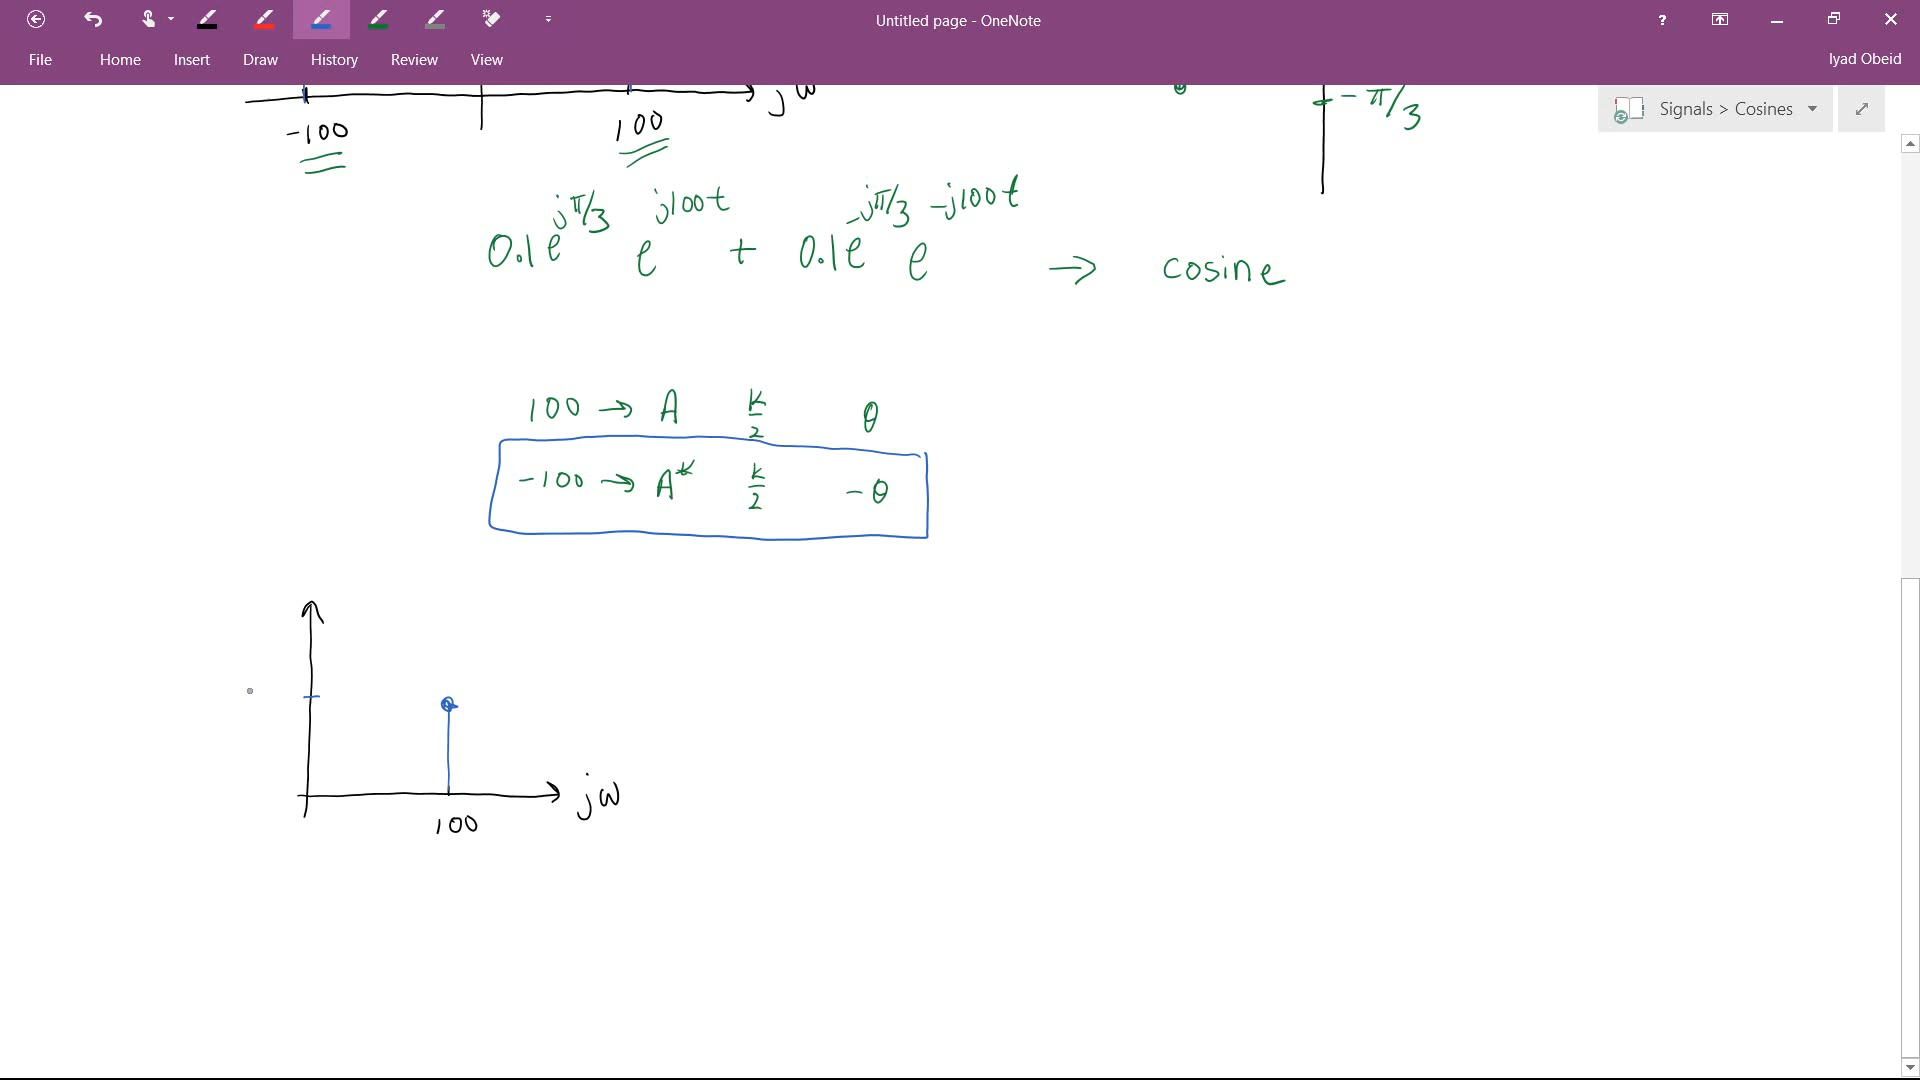 Untitled page - OneNote
?
File Home Insert Draw History Review View
Iyad Obeid
jω
-100
100
-π/3
Signals > Cosines
0.1e^{jπ/3} e^{j100t} + 0.1e^{-jπ/3} e^{-j100t} → cosine
100 → A K/2 θ
-100 → A* K/2 -θ
jω
100